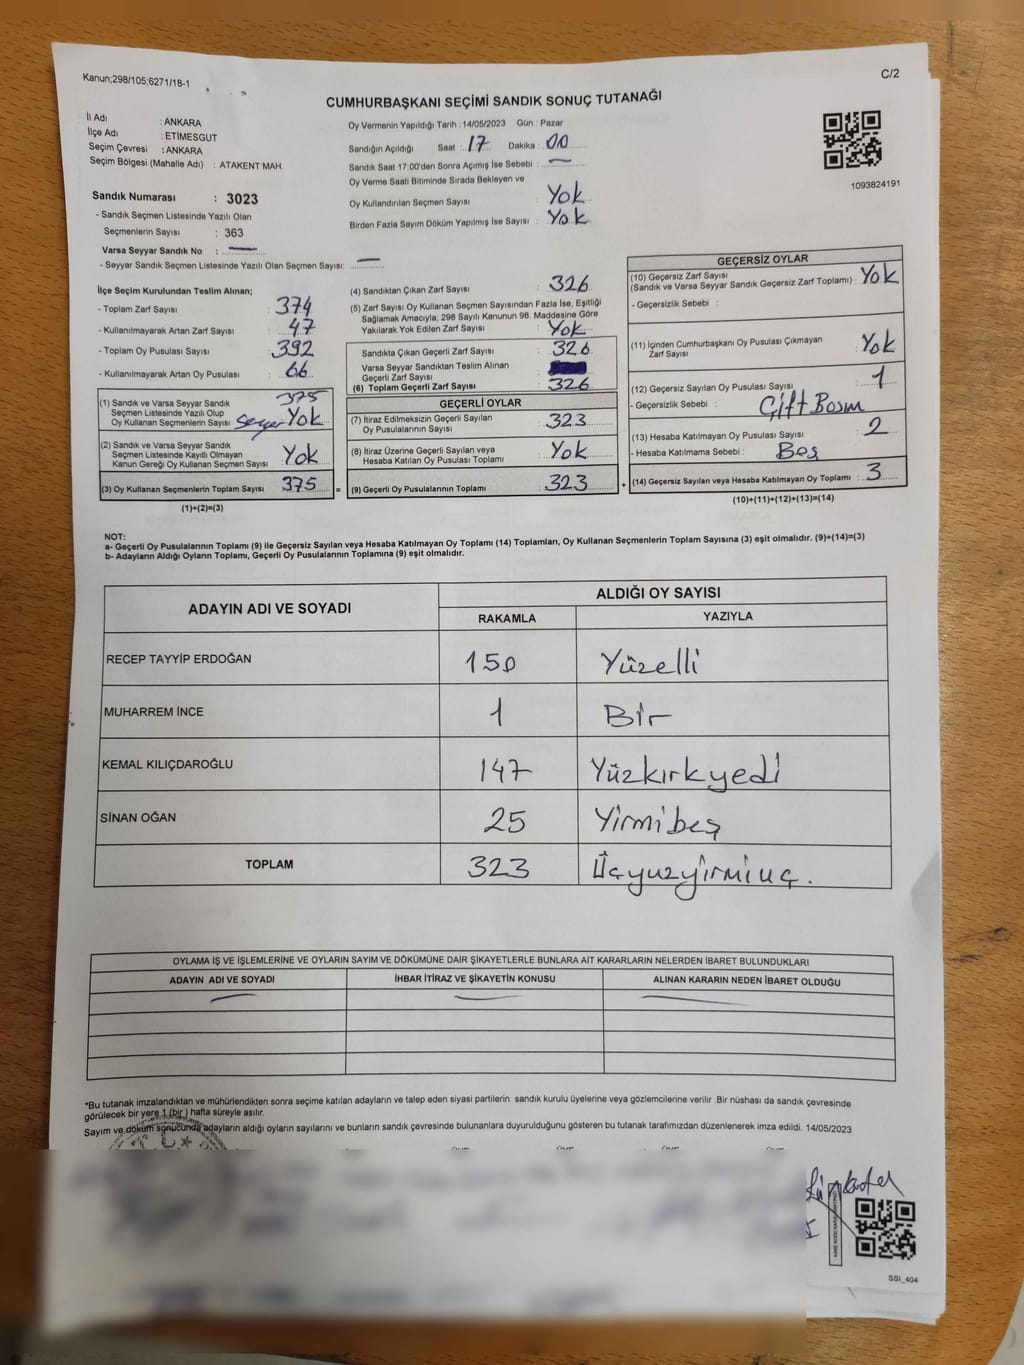 Kanun;298/105;6271/18-1
C/2
CUMHURBAŞKANI SEÇİMİ SANDIK SONUÇ TUTANAĞI
İl Adı : ANKARA
İlçe Adı : ETİMESGUT
Seçim Çevresi : ANKARA
Seçim Bölgesi (Mahalle Adı) : ATAKENT MAH.
Sandık Numarası : 3023
- Sandık Seçmen Listesinde Yazılı Olan
Seçmenlerin Sayısı : 363
Varsa Seyyar Sandık No :
- Seyyar Sandık Seçmen Listesinde Yazılı Olan Seçmen Sayısı:
Oy Vermenin Yapıldığı Tarih : 14/05/2023 Gün : Pazar
Sandığın Açıldığı Saat : 17 Dakika : 00
Sandık Saat 17.00'den Sonra Açımış İse Sebebi :
Oy Verme Saati Bitiminde Sırada Bekleyen ve
Oy Kullandırılan Seçmen Sayısı Yok
Birden Fazla Sayım Döküm Yapılmış İse Sayısı : Yok
1093824191
İlçe Seçim Kurulundan Teslim Alınan;
- Toplam Zarf Sayısı : 374
- Kullanılmayarak Artan Zarf Sayısı : 47
- Toplam Oy Pusulası Sayısı : 392
- Kullanılmayarak Artan Oy Pusulası : 66
(1) Sandık ve Varsa Seyyar Sandık 375
Seçmen Listesinde Yazılı Olup
Oy Kullanan Seçmenlerin Sayısı Yok
(2) Sandık ve Varsa Seyyar Sandık
Seçmen Listesinde Kayıtlı Olmayan
Kanun Gereği Oy Kullanan Seçmen Sayısı Yok
(3) Oy Kullanan Seçmenlerin Toplam Sayısı 375
(1)+(2)=(3)
(4) Sandıktan Çıkan Zarf Sayısı : 326
(5) Zarf Sayısı Oy Kullanan Seçmen Sayısından Fazla İse, Eşitliği
Sağlamak Amacıyla; 298 Sayılı Kanunun 98. Maddesine Göre
Yakılarak Yok Edilen Zarf Sayısı : Yok
Sandıkta Çıkan Geçerli Zarf Sayısı : 326
Varsa Seyyar Sandıktan Teslim Alınan
Geçerli Zarf Sayısı
(6) Toplam Geçerli Zarf Sayısı : 326
GEÇERLİ OYLAR
(7) İtiraz Edilmeksizin Geçerli Sayılan
Oy Pusulalarının Sayısı : 323
(8) İtiraz Üzerine Geçerli Sayılan veya
Hesaba Katılan Oy Pusulası Toplamı : Yok
= (9) Geçerli Oy Pusulalarının Toplamı : 323
GEÇERSİZ OYLAR
(10) Geçersiz Zarf Sayısı
(Sandık ve Varsa Seyyar Sandık Geçersiz Zarf Toplamı) : Yok
- Geçersizlik Sebebi :
(11) İçinden Cumhurbaşkanı Oy Pusulası Çıkmayan
Zarf Sayısı : Yok
(12) Geçersiz Sayılan Oy Pusulası Sayısı : 1
- Geçersizlik Sebebi : Çift Basım
(13) Hesaba Katılmayan Oy Pusulası Sayısı : 2
- Hesaba Katılmama Sebebi : Boş
+ (14) Geçersiz Sayılan veya Hesaba Katılmayan Oy Toplamı : 3
(10)+(11)+(12)+(13)=(14)
NOT:
a- Geçerli Oy Pusulalarının Toplamı (9) ile Geçersiz Sayılan veya Hesaba Katılmayan Oy Toplamı (14) Toplamları, Oy Kullanan Seçmenlerin Toplam Sayısına (3) eşit olmalıdır. (9)+(14)=(3)
b- Adayların Aldığı Oyların Toplamı, Geçerli Oy Pusulalarının Toplamına (9) eşit olmalıdır.
ADAYIN ADI VE SOYADI ALDIĞI OY SAYISI
RAKAMLA YAZIYLA
RECEP TAYYİP ERDOĞAN 150 Yüzelli
MUHARREM İNCE 1 Bir
KEMAL KILIÇDAROĞLU 147 Yüzkırkyedi
SİNAN OĞAN 25 Yirmibeş
TOPLAM 323 Üçyuzyirmiuç.
OYLAMA İŞ VE İŞLEMLERİNE VE OYLARIN SAYIM VE DÖKÜMÜNE DAİR ŞİKAYETLERLE BUNLARA AİT KARARLARIN NELERDEN İBARET BULUNDUKLARI
ADAYIN ADI VE SOYADI İHBAR İTİRAZ VE ŞİKAYETİN KONUSU ALINAN KARARIN NEDEN İBARET OLDUĞU
*Bu tutanak imzalandıktan ve mühürlendikten sonra seçime katılan adayların ve talep eden siyasi partilerin sandık kurulu üyelerine veya gözlemcilerine verilir .Bir nüshası da sandık çevresinde
görülecek bir yere 1 (bir ) hafta süreyle asılır.
Sayım ve döküm sonucunda adayların aldığı oyların sayılarını ve bunların sandık çevresinde bulunanlara duyurulduğunu gösteren bu tutanak tarafımızdan düzenlenerek imza edildi. 14/05/2023
SSI_404